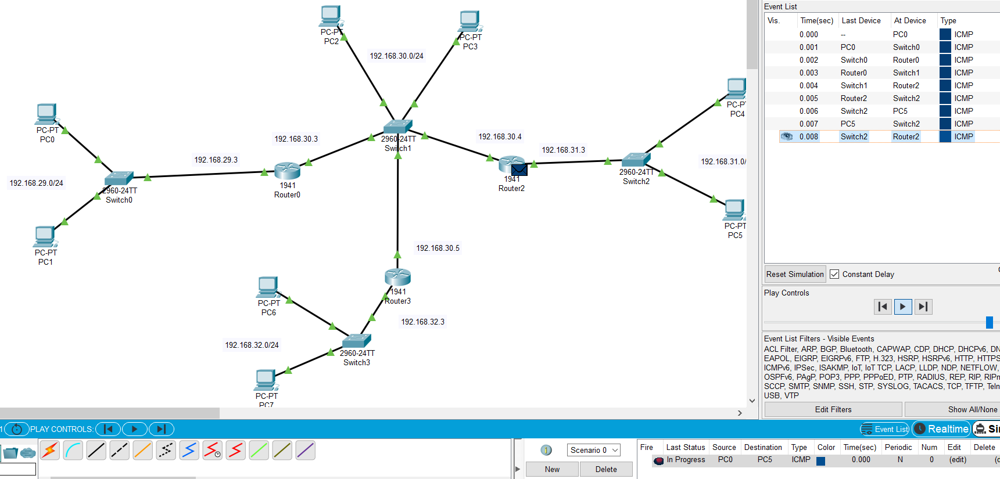 PC-PT
PC2
PC-PT
PC3
192.168.30.0/24
PC-PT
PC0
192.168.29.0/24
PC-PT
PC1
2960-24TT
Switch0
192.168.29.3
1941
Router0
192.168.30.3
2960-24TT
Switch1
192.168.30.4
1941
Router2
192.168.31.3
2960-24TT
Switch2
192.168.31.0/
PC4
PC5
192.168.30.5
1941
Router3
192.168.32.3
PC-PT
PC6
192.168.32.0/24
2960-24TT
Switch3
PC-PT
PC7
Event List
Vis. Time(sec) Last Device At Device Type
0.000 -- PC0 ICMP
0.001 PC0 Switch0 ICMP
0.002 Switch0 Router0 ICMP
0.003 Router0 Switch1 ICMP
0.004 Switch1 Router2 ICMP
0.005 Router2 Switch2 ICMP
0.006 Switch2 PC5 ICMP
0.007 PC5 Switch2 ICMP
0.008 Switch2 Router2 ICMP
Reset Simulation Constant Delay
Play Controls
Event List Filters - Visible Events
ACL Filter, ARP, BGP, Bluetooth, CAPWAP, CDP, DHCP, DHCPv6, DN
EAPOL, EIGRP, EIGRPv6, FTP, H.323, HSRP, HSRPv6, HTTP, HTTPS
ICMPv6, IPSec, ISAKMP, IoT, IoT TCP, LACP, LLDP, NDP, NETFLOW,
OSPFv6, PAgP, POP3, PPP, PPPoED, PTP, RADIUS, REP, RIP, RIPn
SCCP, SMTP, SNMP, SSH, STP, SYSLOG, TACACS, TCP, TFTP, Teln
USB, VTP
Edit Filters Show All/None
PLAY CONTROLS:
Event List Realtime Si
Scenario 0
New Delete
Fire Last Status Source Destination Type Color Time(sec) Periodic Num Edit Delete
In Progress PC0 PC5 ICMP 0.000 N 0 (edit)